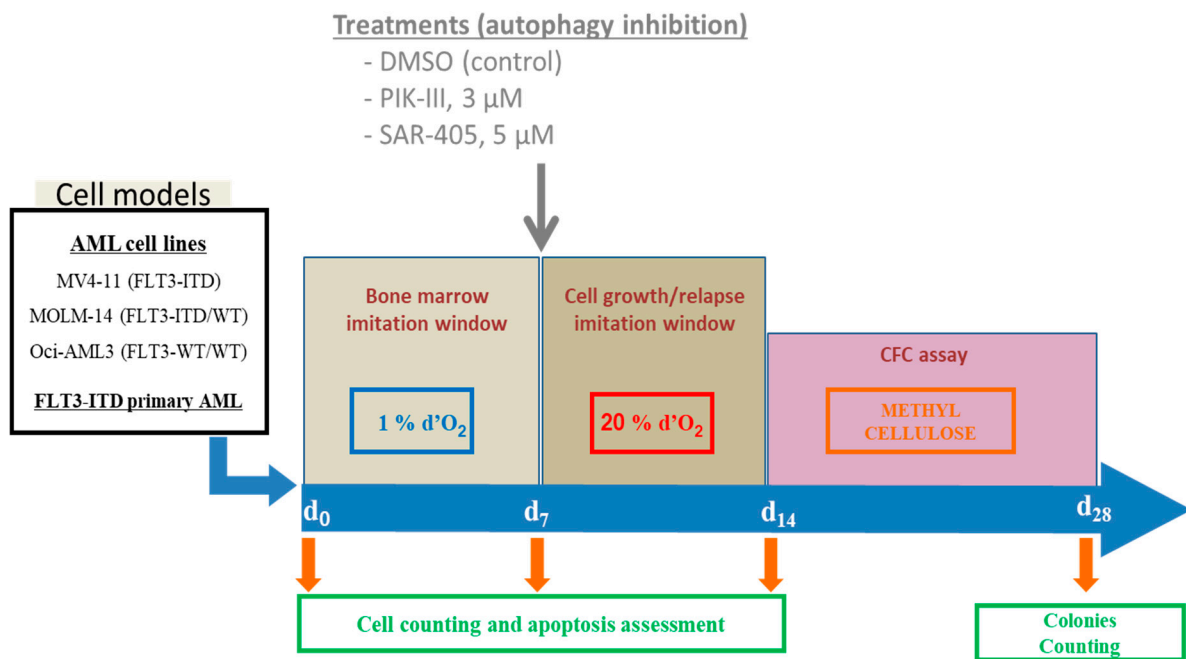 Treatments (autophagy inhibition)
- DMSO (control)
- PIK-III, 3 µM
- SAR-405, 5 µM
Cell models
AML cell lines
MV4-11 (FLT3-ITD)
MOLM-14 (FLT3-ITD/WT)
Oci-AML3 (FLT3-WT/WT)
FLT3-ITD primary AML
Bone marrow
imitation window
1 % d’O₂
Cell growth/relapse
imitation window
20 % d’O₂
CFC assay
METHYL
CELLULOSE
d₀
d₇
d₁₄
d₂₈
Cell counting and apoptosis assessment
Colonies
Counting